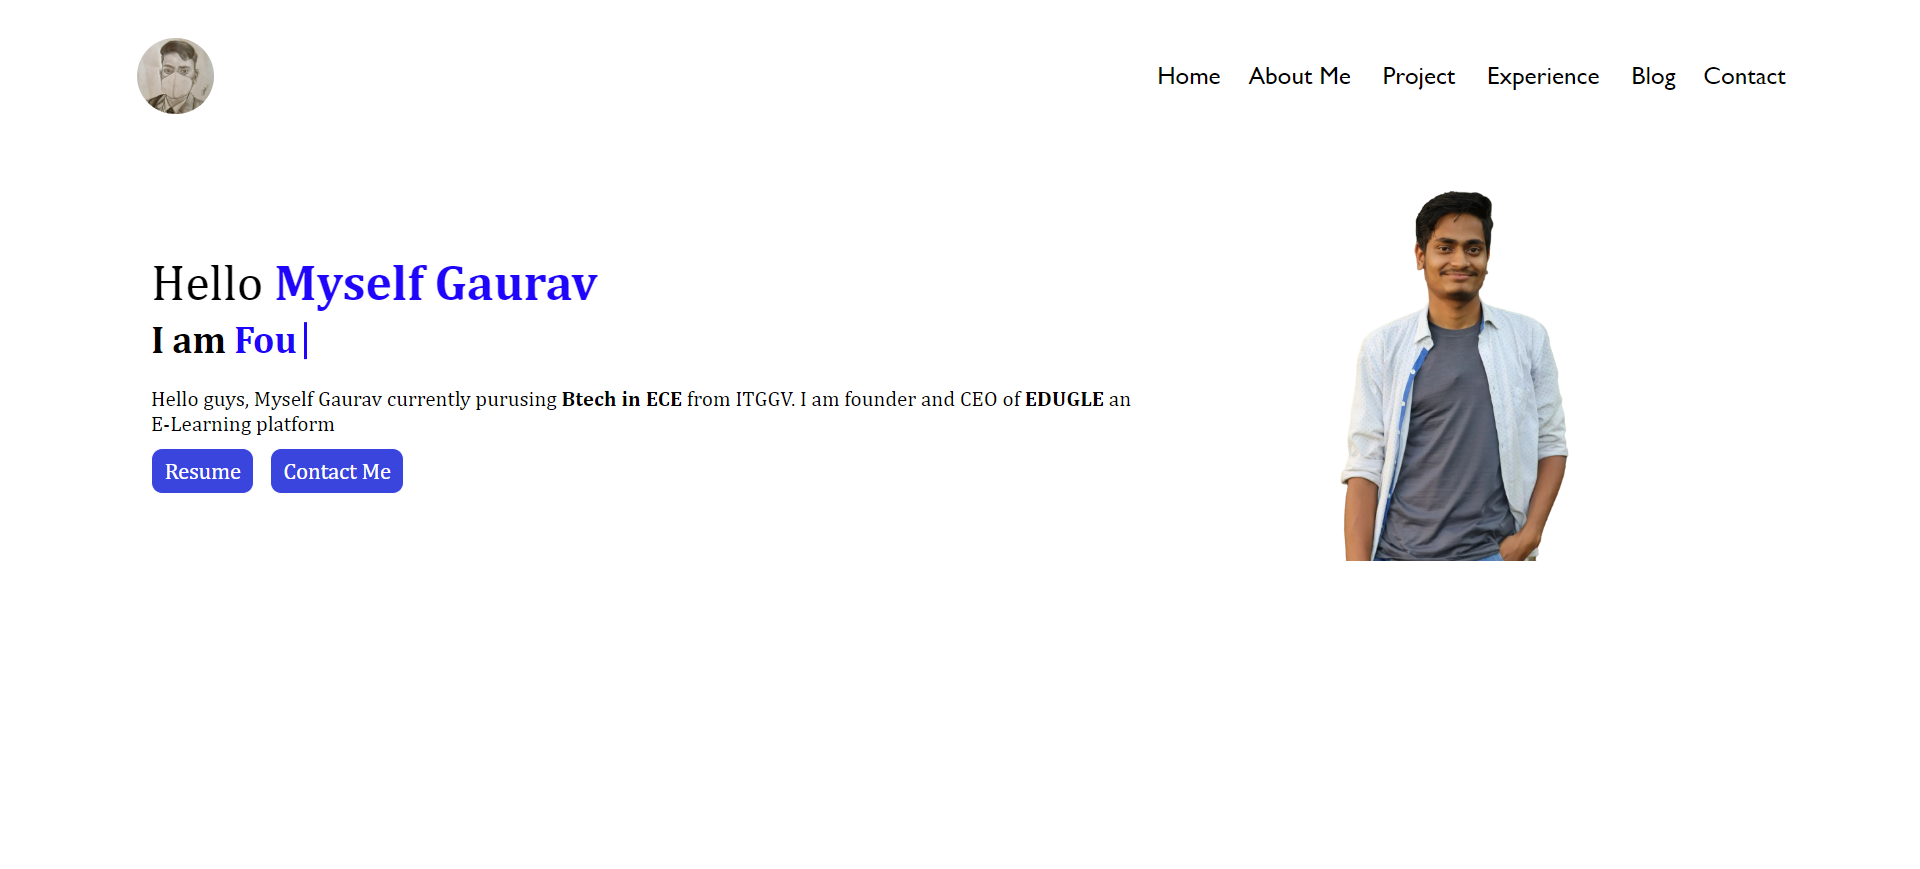 Home About Me Project Experience Blog Contact
Hello Myself Gaurav
I am Fou
Hello guys, Myself Gaurav currently purusing Btech in ECE from ITGGV. I am founder and CEO of EDUGLE an
E-Learning platform
Resume Contact Me